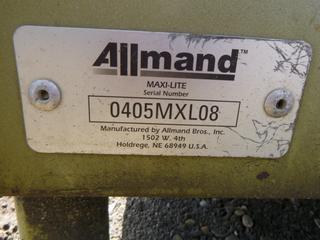 Allmand™
MAXI-LITE
Serial Number
0405MXL08
Manufactured by Allmand Bros., Inc.
1502 W. 4th
Holdrege, NE 68949 U.S.A.